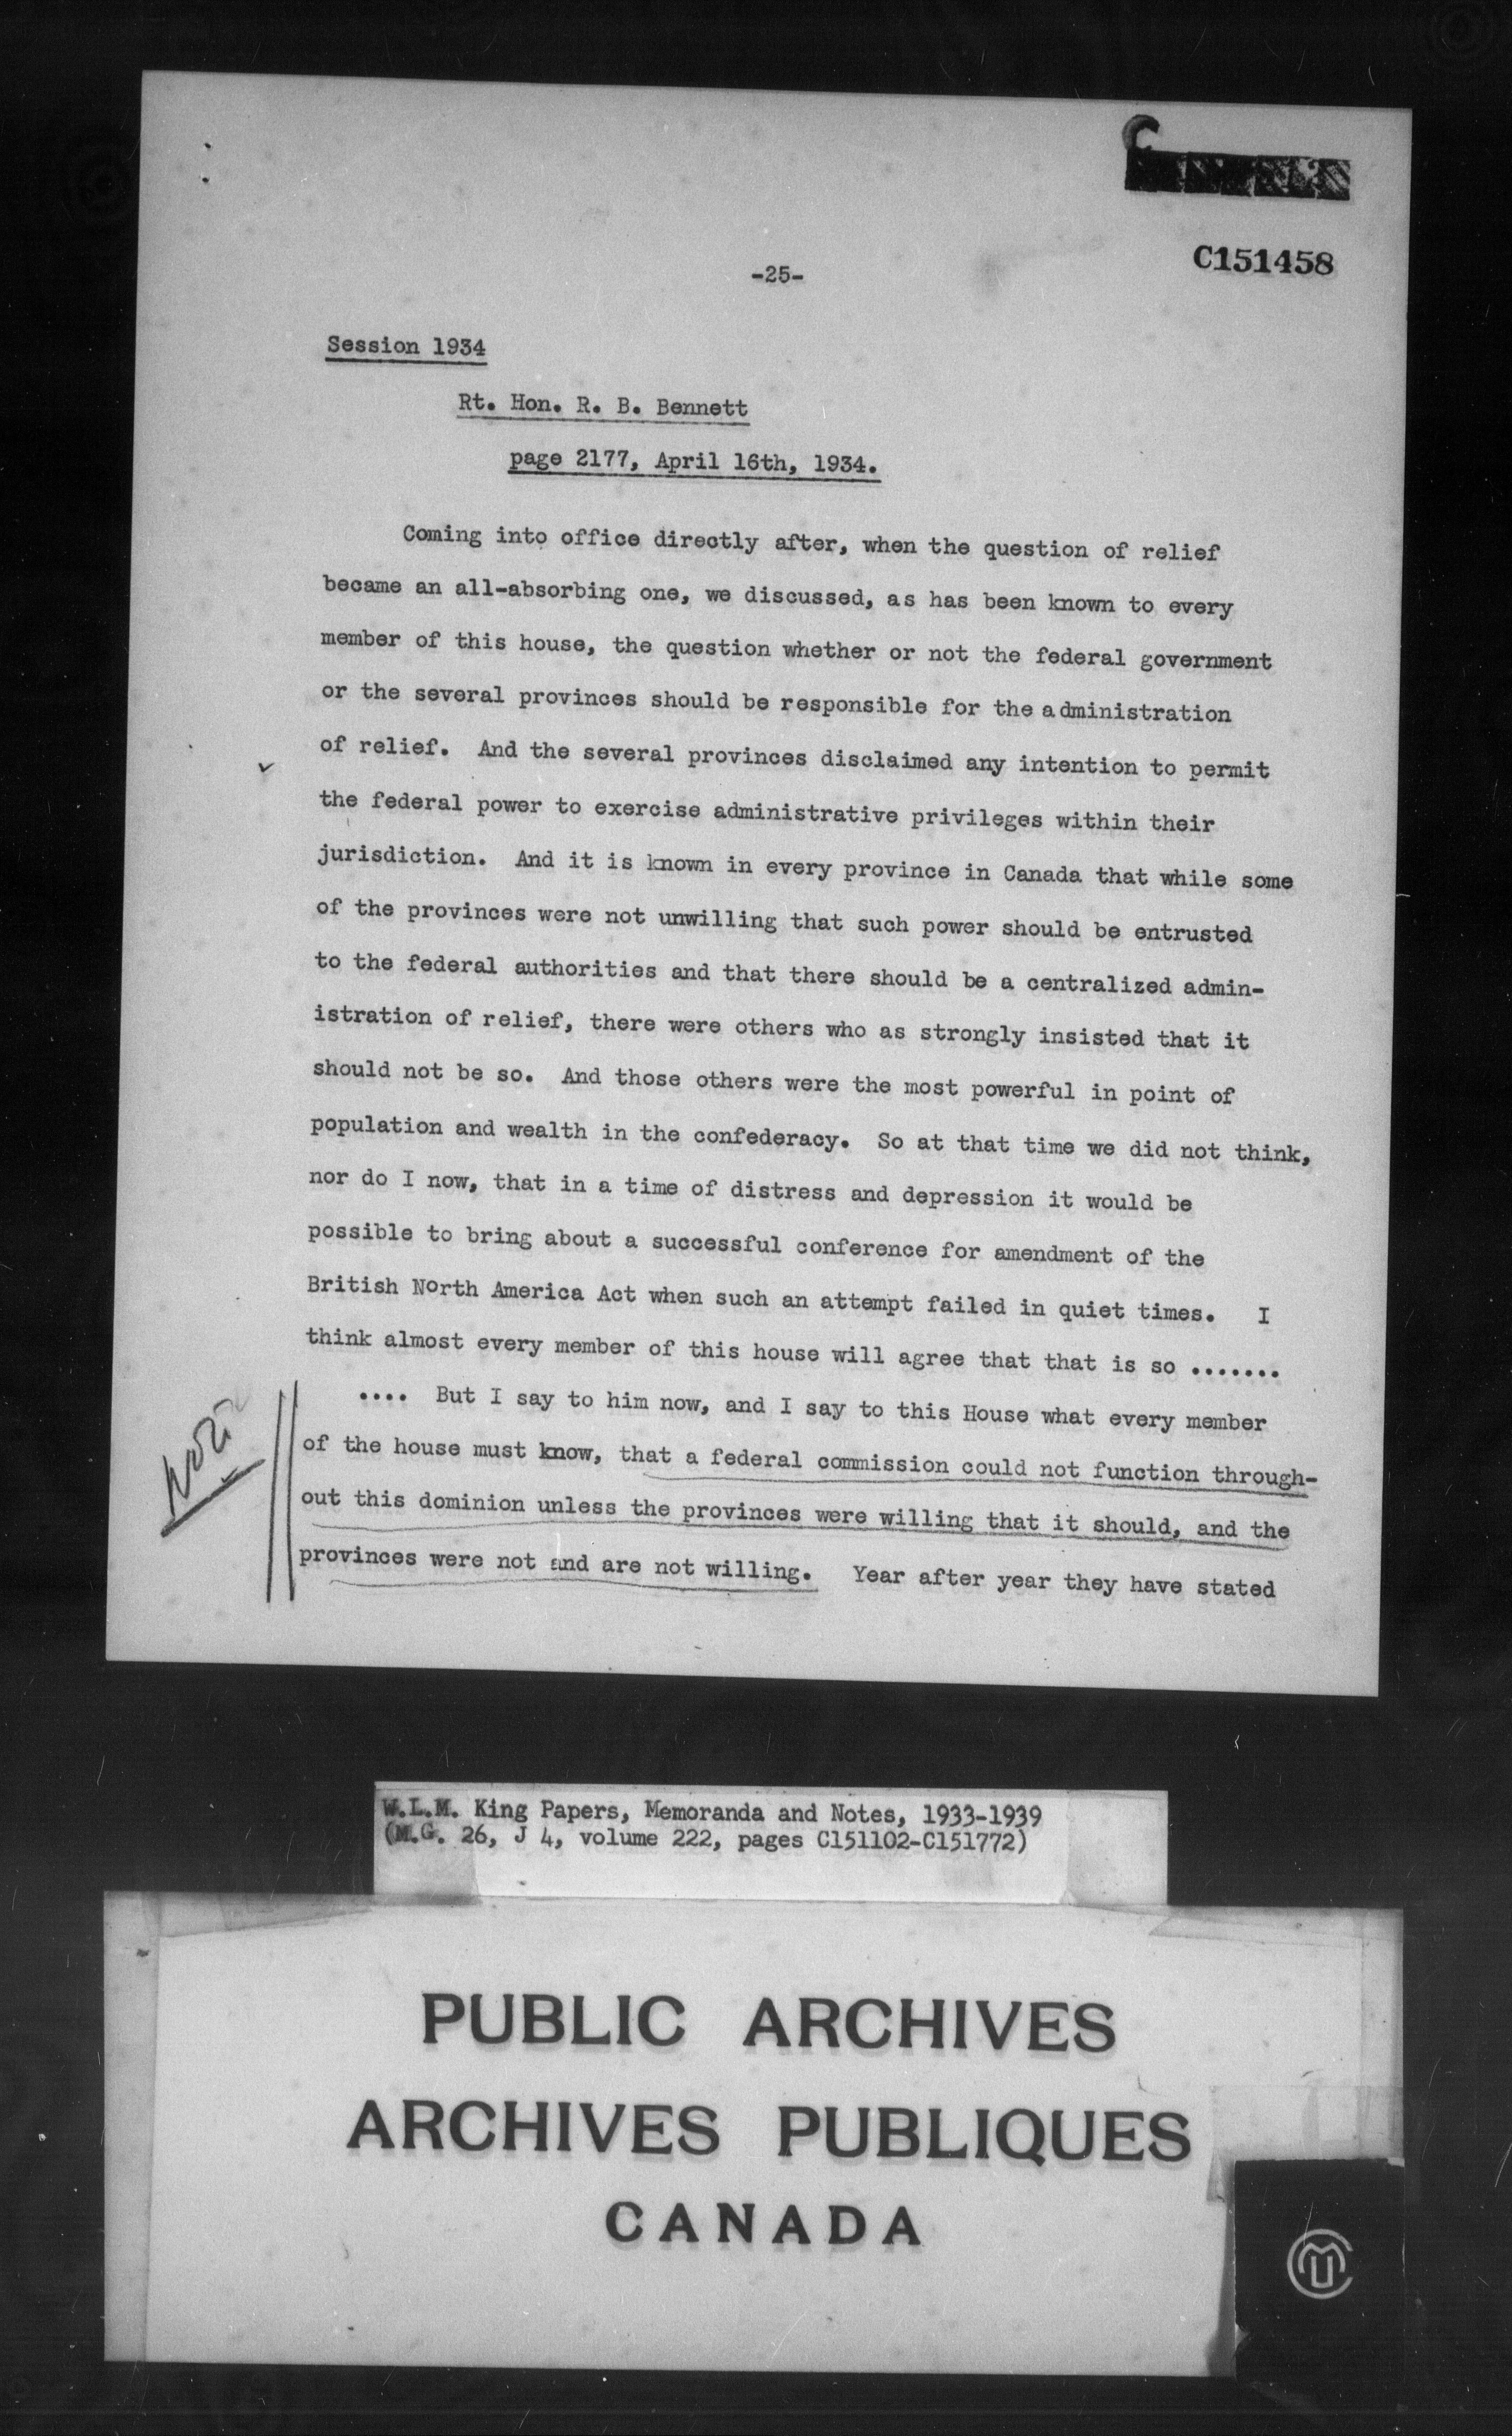 C
C151458
-25-
Session 1934
Rt. Hon. R. B. Bennett
page 2177, April 16th, 1934.
Coming into office directly after, when the question of relief
became an all-absorbing one, we discussed, as has been known to every
member of this house, the question whether or not the federal government
or the several provinces should be responsible for the administration
of relief. And the several provinces disclaimed any intention to permit
the federal power to exercise administrative privileges within their
jurisdiction. And it is known in every province in Canada that while some
of the provinces were not unwilling that such power should be entrusted
to the federal authorities and that there should be a centralized admin-
istration of relief, there were others who as strongly insisted that it
should not be so. And those others were the most powerful in point of
population and wealth in the confederacy. So at that time we did not think,
nor do I now, that in a time of distress and depression it would be
possible to bring about a successful conference for amendment of the
British North America Act when such an attempt failed in quiet times. I
think almost every member of this house will agree that that is so .......
.... But I say to him now, and I say to this House what every member
of the house must know, that a federal commission could not function through-
out this dominion unless the provinces were willing that it should, and the
provinces were not and are not willing. Year after year they have stated
W.L.M. King Papers, Memoranda and Notes, 1933-1939
(M.G. 26, J 4, volume 222, pages C151102-C151772)
PUBLIC ARCHIVES
ARCHIVES PUBLIQUES
CANADA